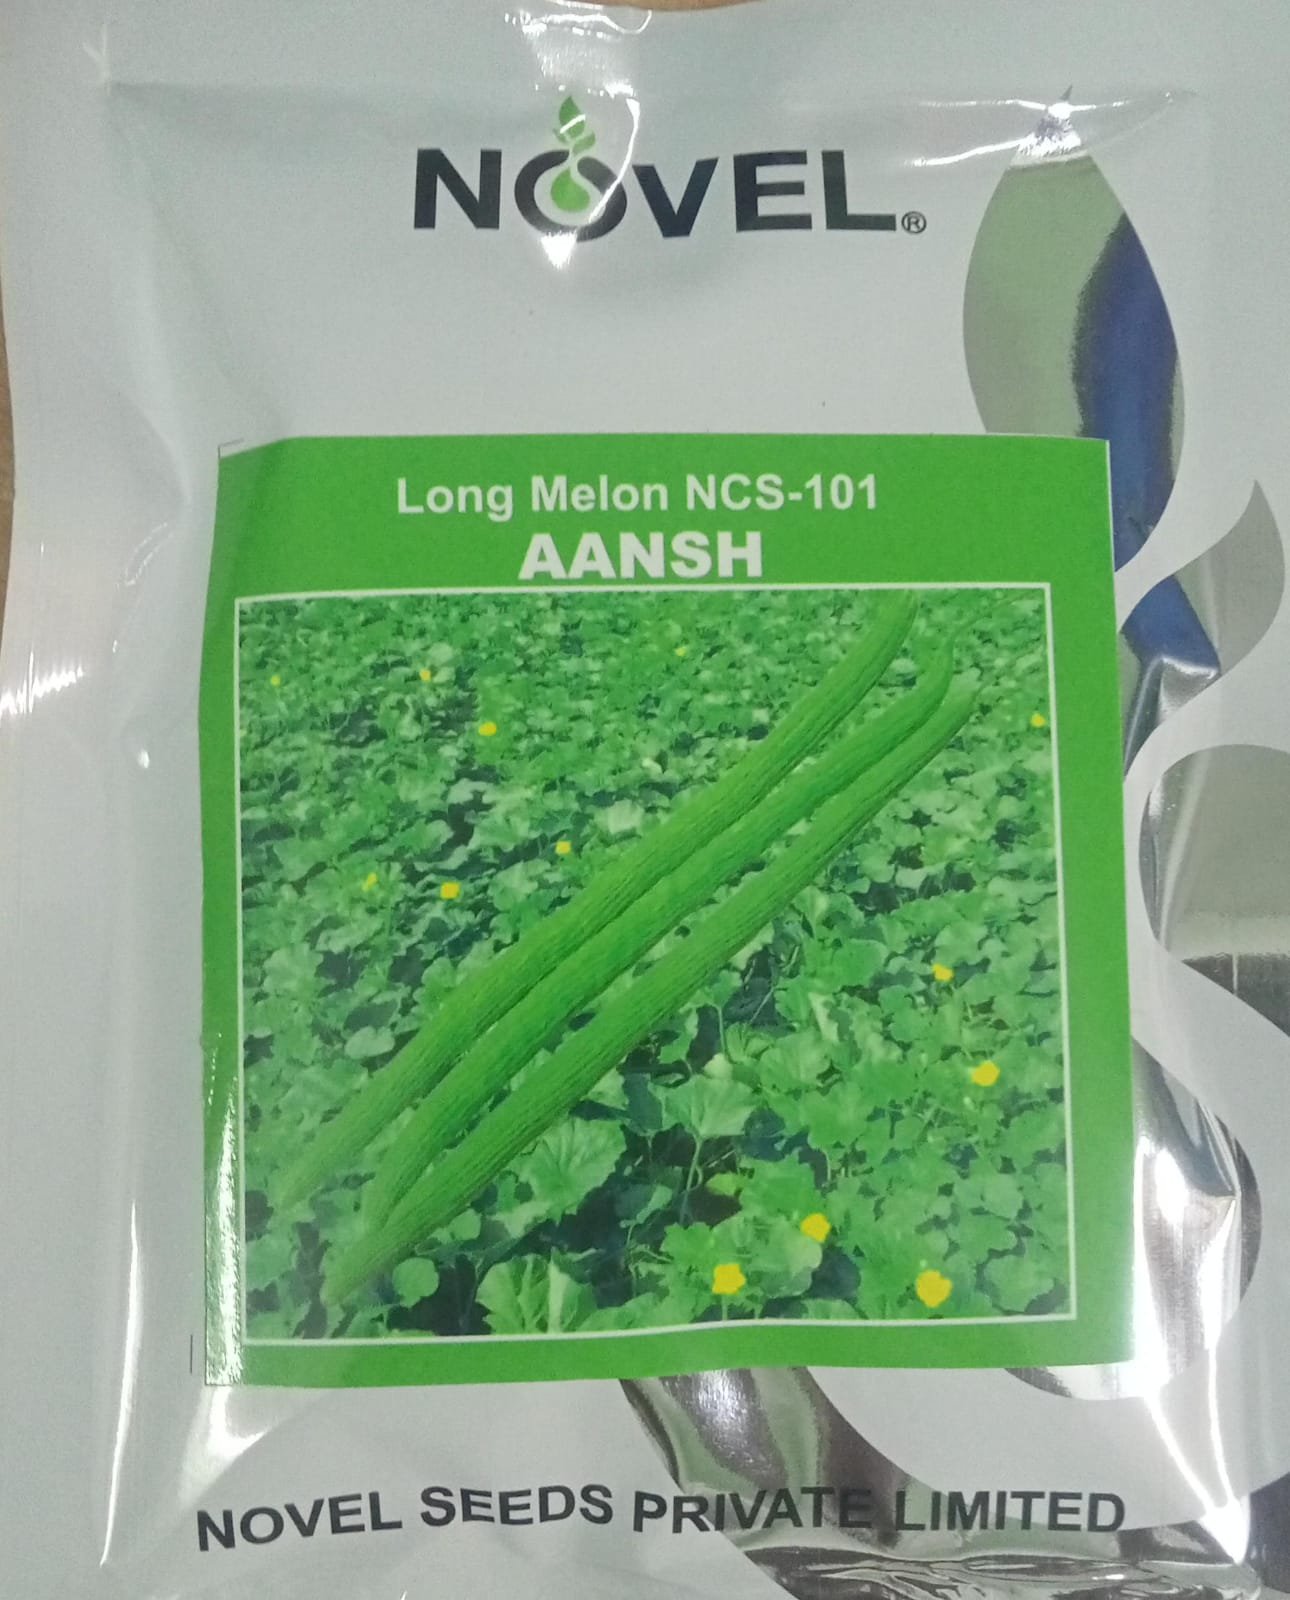 NOVEL®
Long Melon NCS-101
AANSH
NOVEL SEEDS PRIVATE LIMITED